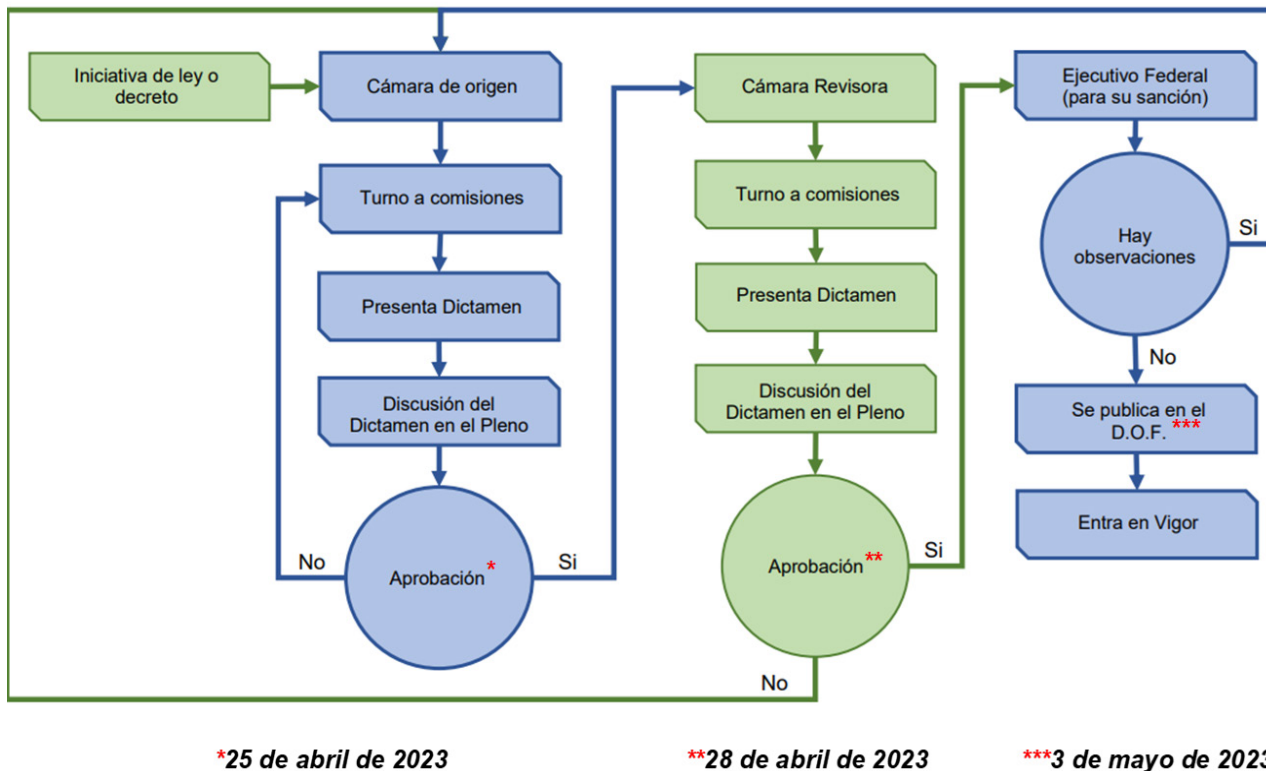 Iniciativa de ley o
decreto
Cámara de origen
Turno a comisiones
Presenta Dictamen
Discusión del
Dictamen en el Pleno
Aprobación*
No
Si
Cámara Revisora
Turno a comisiones
Presenta Dictamen
Discusión del
Dictamen en el Pleno
Aprobación**
Si
No
Ejecutivo Federal
(para su sanción)
Hay
observaciones
Si
No
Se publica en el
D.O.F. ***
Entra en Vigor
*25 de abril de 2023
**28 de abril de 2023
***3 de mayo de 2023